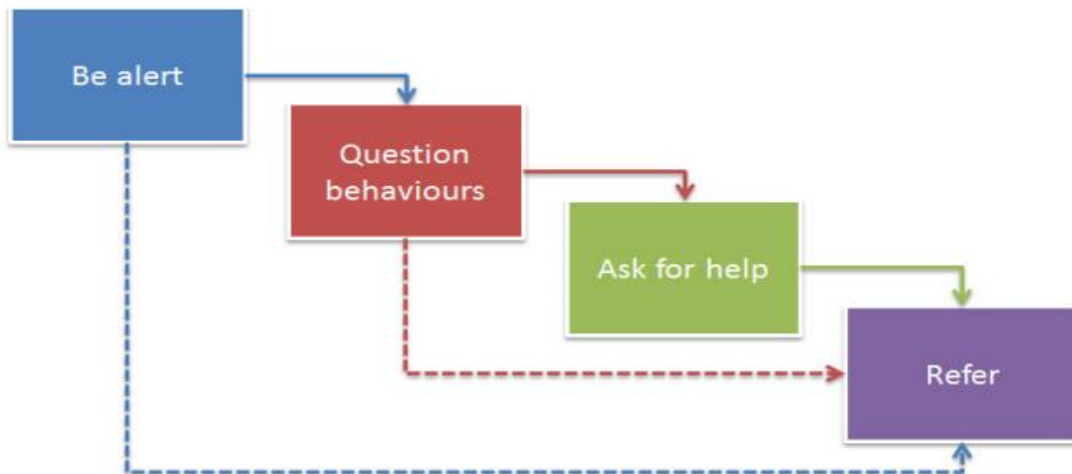 Be alert
Question
behaviours
Ask for help
Refer